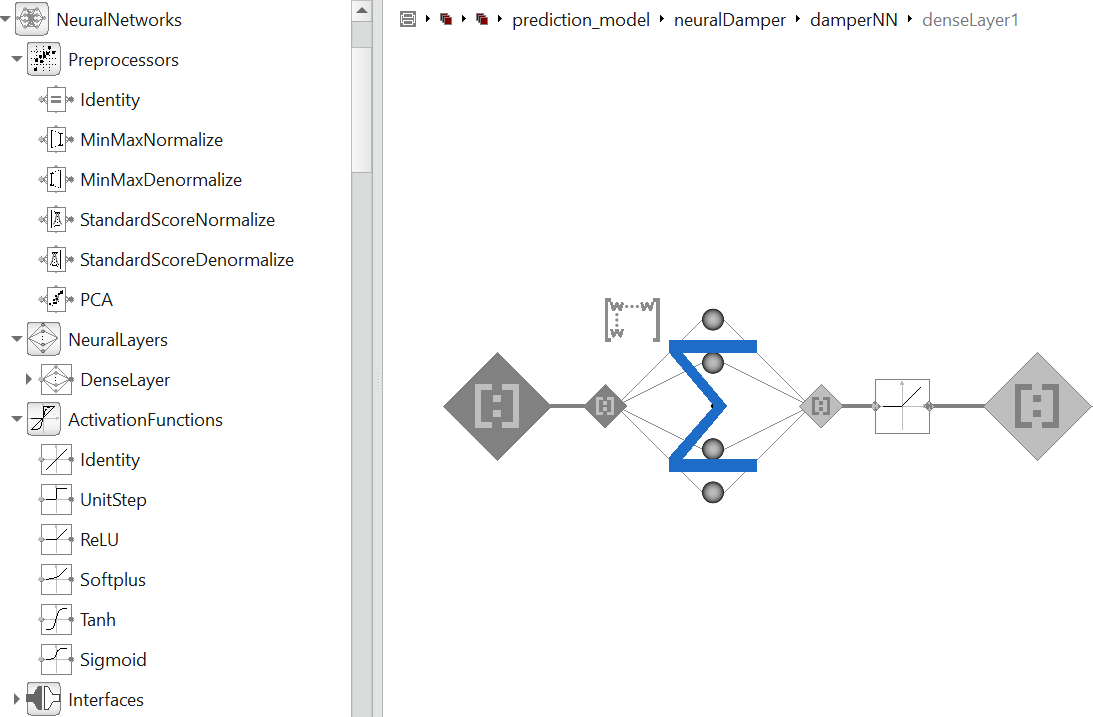 NeuralNetworks
Preprocessors
Identity
MinMaxNormalize
MinMaxDenormalize
StandardScoreNormalize
StandardScoreDenormalize
PCA
NeuralLayers
DenseLayer
ActivationFunctions
Identity
UnitStep
ReLU
Softplus
Tanh
Sigmoid
Interfaces
prediction_model neuralDamper damperNN denseLayer1
w w
w